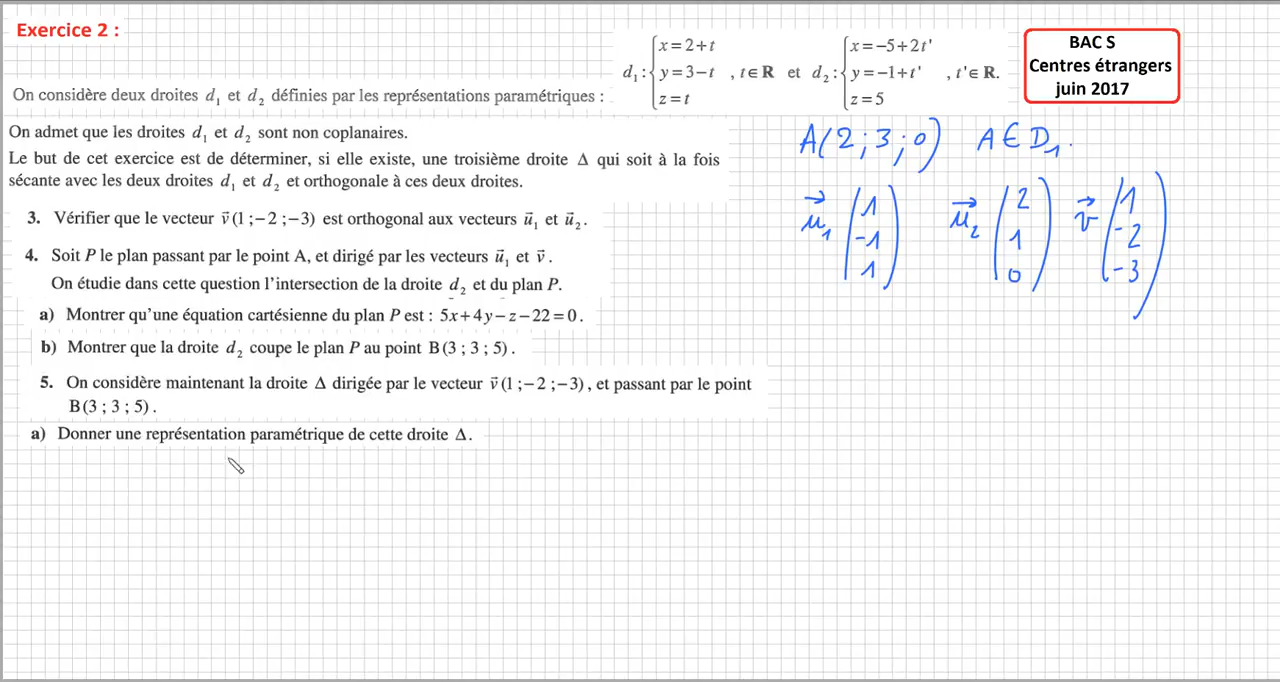 Exercice 2 :
BAC S
Centres étrangers
juin 2017
On considère deux droites d₁ et d₂ définies par les représentations paramétriques : d₁ : { x = 2 + t
y = 3 − t , t ∈ R et d₂ : { x = −5 + 2t'
z = t
y = −1 + t' , t' ∈ R.
z = 5
On admet que les droites d₁ et d₂ sont non coplanaires.
Le but de cet exercice est de déterminer, si elle existe, une troisième droite Δ qui soit à la fois
sécante avec les deux droites d₁ et d₂ et orthogonale à ces deux droites.
3. Vérifier que le vecteur v⃗(1 ;−2 ;−3) est orthogonal aux vecteurs u⃗₁ et u⃗₂.
4. Soit P le plan passant par le point A, et dirigé par les vecteurs u⃗₁ et v⃗.
On étudie dans cette question l'intersection de la droite d₂ et du plan P.
a) Montrer qu'une équation cartésienne du plan P est : 5x+4y−z−22=0.
b) Montrer que la droite d₂ coupe le plan P au point B(3 ; 3 ; 5).
5. On considère maintenant la droite Δ dirigée par le vecteur v⃗(1 ;−2 ;−3), et passant par le point
B(3 ; 3 ; 5).
a) Donner une représentation paramétrique de cette droite Δ.
A(2;3;0) A∈D₁.
u⃗₁ (1 -1 1) u⃗₂ (2 1 0) v⃗ (1 -2 -3)